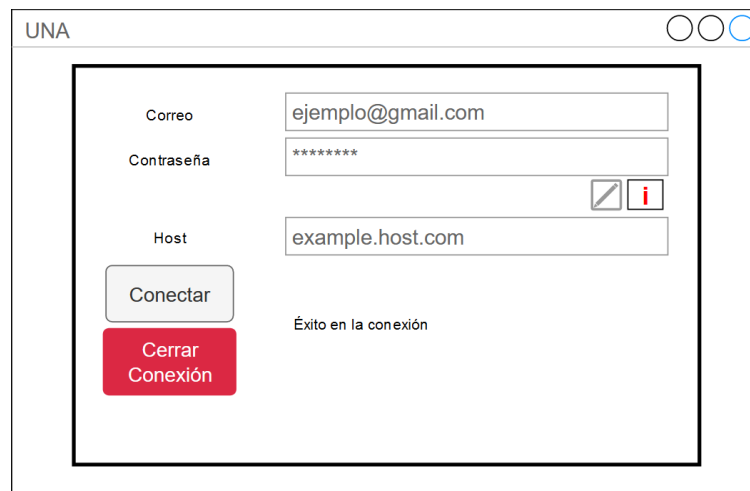 UNA
Correo
ejemplo@gmail.com
Contraseña
********
i
Host
example.host.com
Conectar
Éxito en la conexión
Cerrar
Conexión